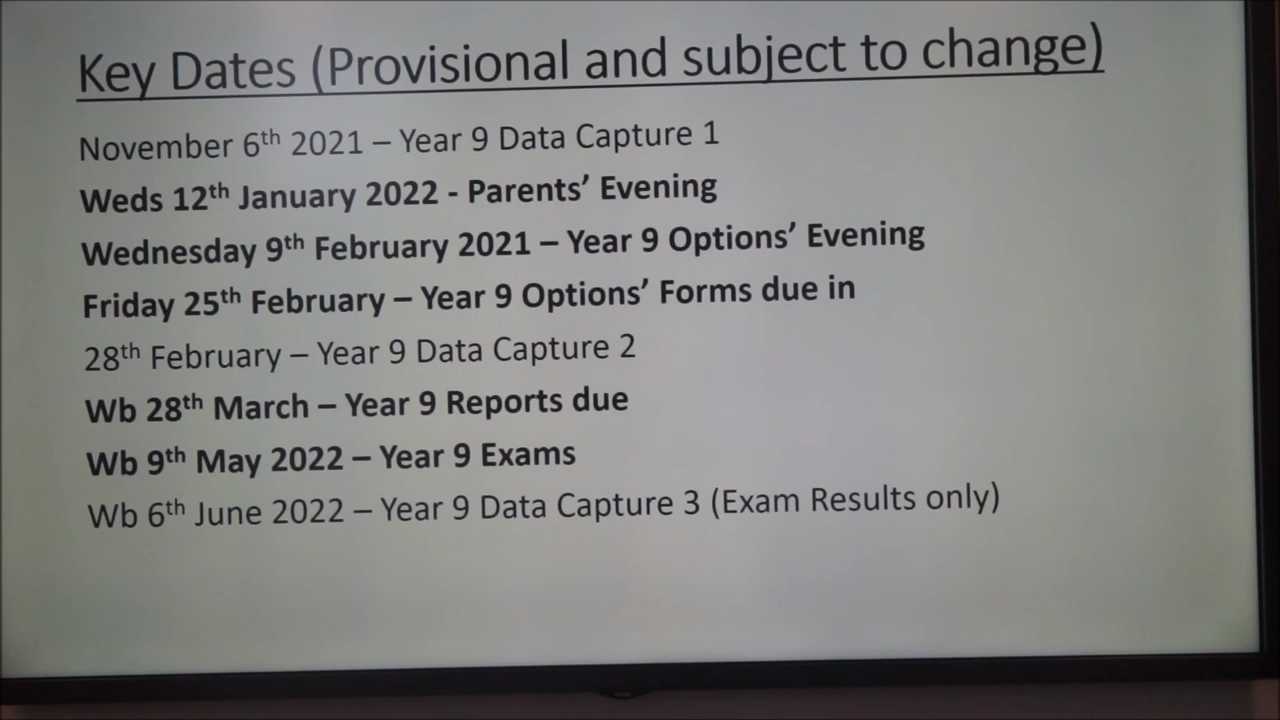 Key Dates (Provisional and subject to change)
November 6th 2021 – Year 9 Data Capture 1
Weds 12th January 2022 - Parents’ Evening
Wednesday 9th February 2021 – Year 9 Options’ Evening
Friday 25th February – Year 9 Options’ Forms due in
28th February – Year 9 Data Capture 2
Wb 28th March – Year 9 Reports due
Wb 9th May 2022 – Year 9 Exams
Wb 6th June 2022 – Year 9 Data Capture 3 (Exam Results only)